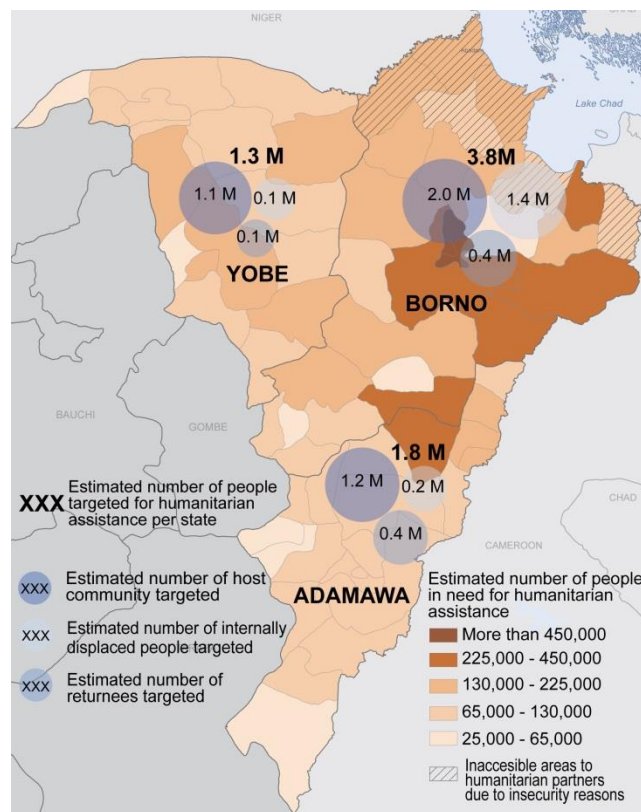 NIGER
Lake Chad
1.3 M
3.8M
1.1 M
0.1 M
2.0 M
1.4 M
0.1 M
0.4 M
YOBE
BORNO
BAUCHI
GOMBE
1.8 M
1.2 M
0.2 M
0.4 M
CHAD
CAMEROON
ADAMAWA
XXX Estimated number of people
targeted for humanitarian
assistance per state
XXX Estimated number of host
community targeted
XXX Estimated number of internally
displaced people targeted
XXX Estimated number of
returnees targeted
Estimated number of people
in need for humanitarian
assistance
More than 450,000
225,000 - 450,000
130,000 - 225,000
65,000 - 130,000
25,000 - 65,000
Inaccesible areas to
humanitarian partners
due to insecurity reasons